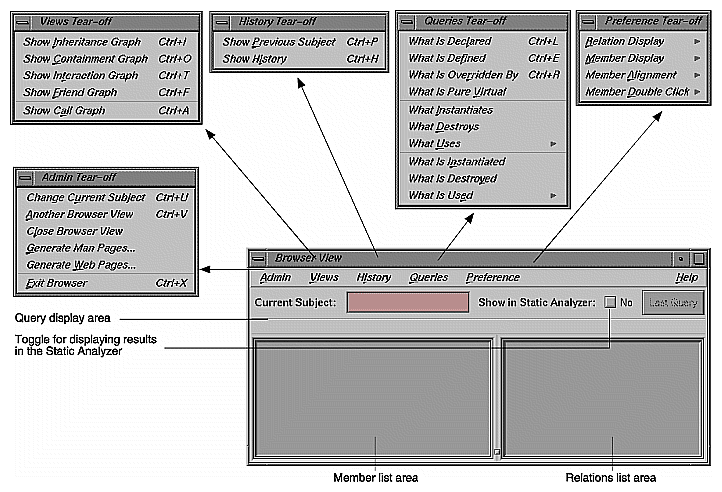 Views Tear-off
Show Inheritance Graph Ctrl+I
Show Containment Graph Ctrl+O
Show Interaction Graph Ctrl+T
Show Friend Graph Ctrl+F
Show Call Graph Ctrl+A
History Tear-off
Show Previous Subject Ctrl+P
Show History Ctrl+H
Queries Tear-off
What Is Declared Ctrl+L
What Is Defined Ctrl+E
What Is Overridden By Ctrl+R
What Is Pure Virtual
What Instantiates
What Destroys
What Uses
What Is Instantiated
What Is Destroyed
What Is Used
Preference Tear-off
Relation Display
Member Display
Member Alignment
Member Double Click
Admin Tear-off
Change Current Subject Ctrl+U
Another Browser View Ctrl+V
Close Browser View
Generate Man Pages...
Generate Web Pages...
Exit Browser Ctrl+X
Browser View
Admin Views History Queries Preference Help
Current Subject: Show in Static Analyzer: No Last Query
Query display area
Toggle for displaying results
in the Static Analyzer
Member list area
Relations list area